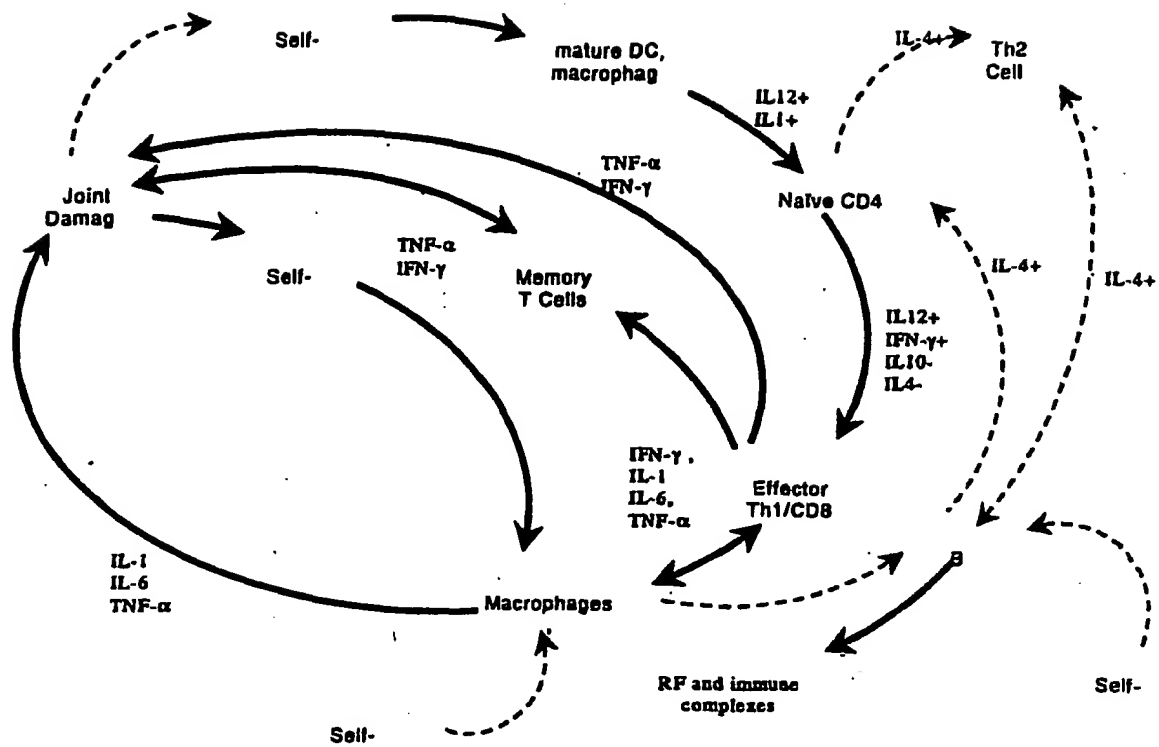 Self-
mature DC,
macrophag
IL-4+
Th2
Cell
IL12+
IL1+
TNF-α
IFN-γ
Joint
Damag
Naïve CD4
TNF-α
IFN-γ
Self-
Memory
T Cells
IL-4+
IL-4+
IL12+
IFN-γ+
IL10-
IL4-
IFN-γ,
IL-1
IL-6,
TNF-α
Effector
Th1/CD8
IL-1
IL-6
TNF-α
B
Macrophages
RF and immune
complexes
Self-
Self-